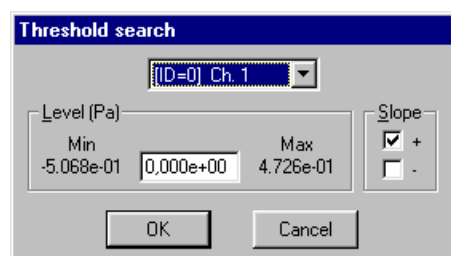 Threshold search
[ID=0] Ch. 1
Level (Pa)
Slope
Min
Max
+
-5.068e-01 0,000e+00 4.726e-01
-
OK Cancel